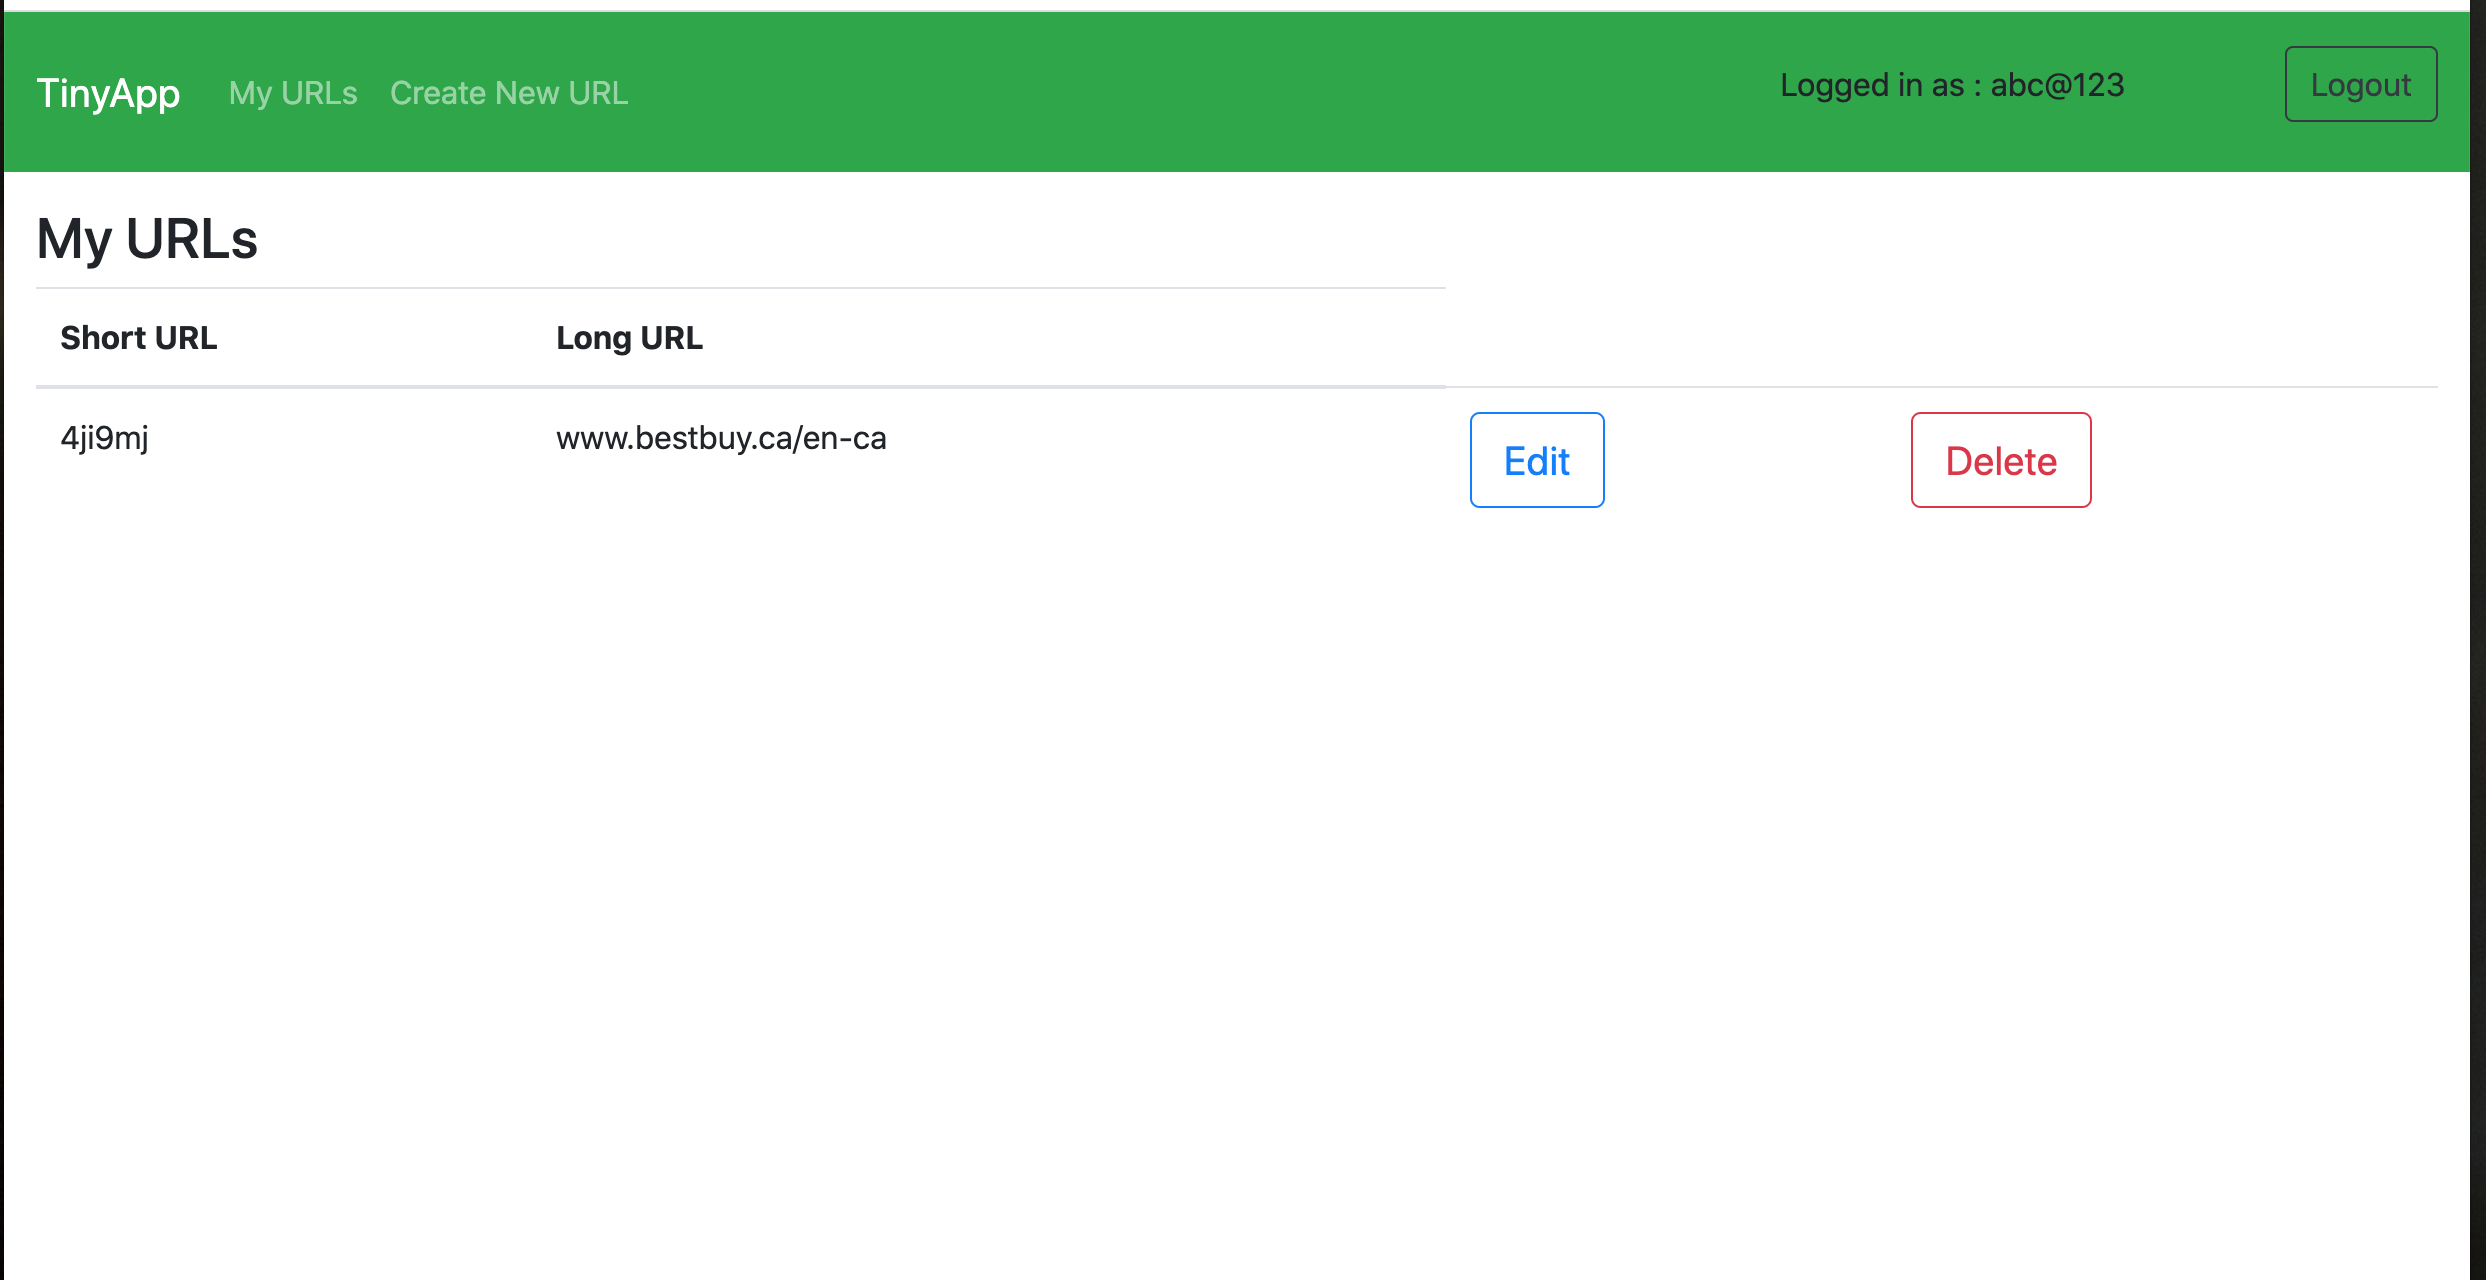 TinyApp My URLs Create New URL Logged in as : abc@123 Logout
My URLs
Short URL Long URL
4ji9mj www.bestbuy.ca/en-ca Edit Delete